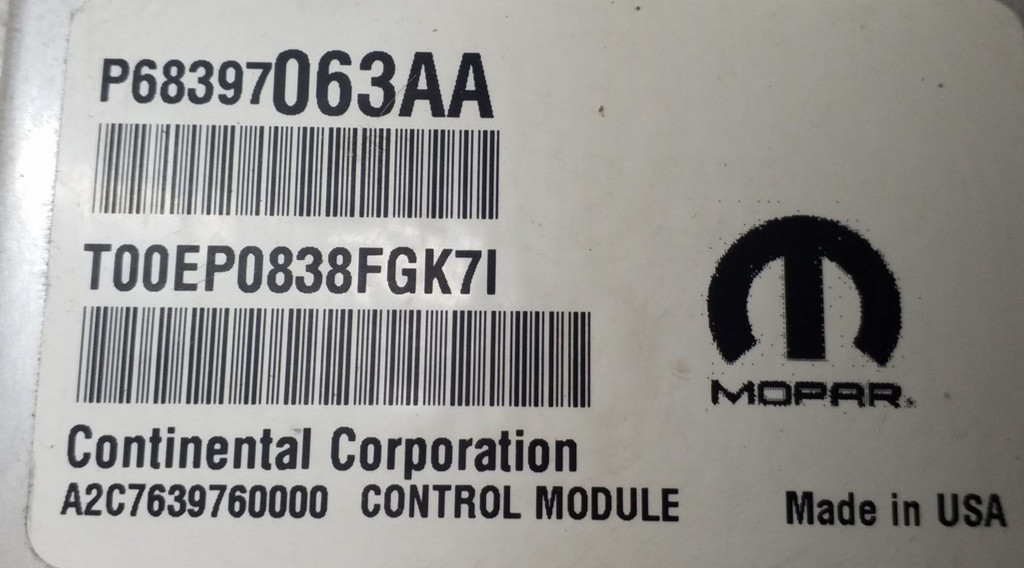 P68397063AA
T00EP0838FGK7I
MOPAR
Continental Corporation
A2C7639760000 CONTROL MODULE
Made in USA